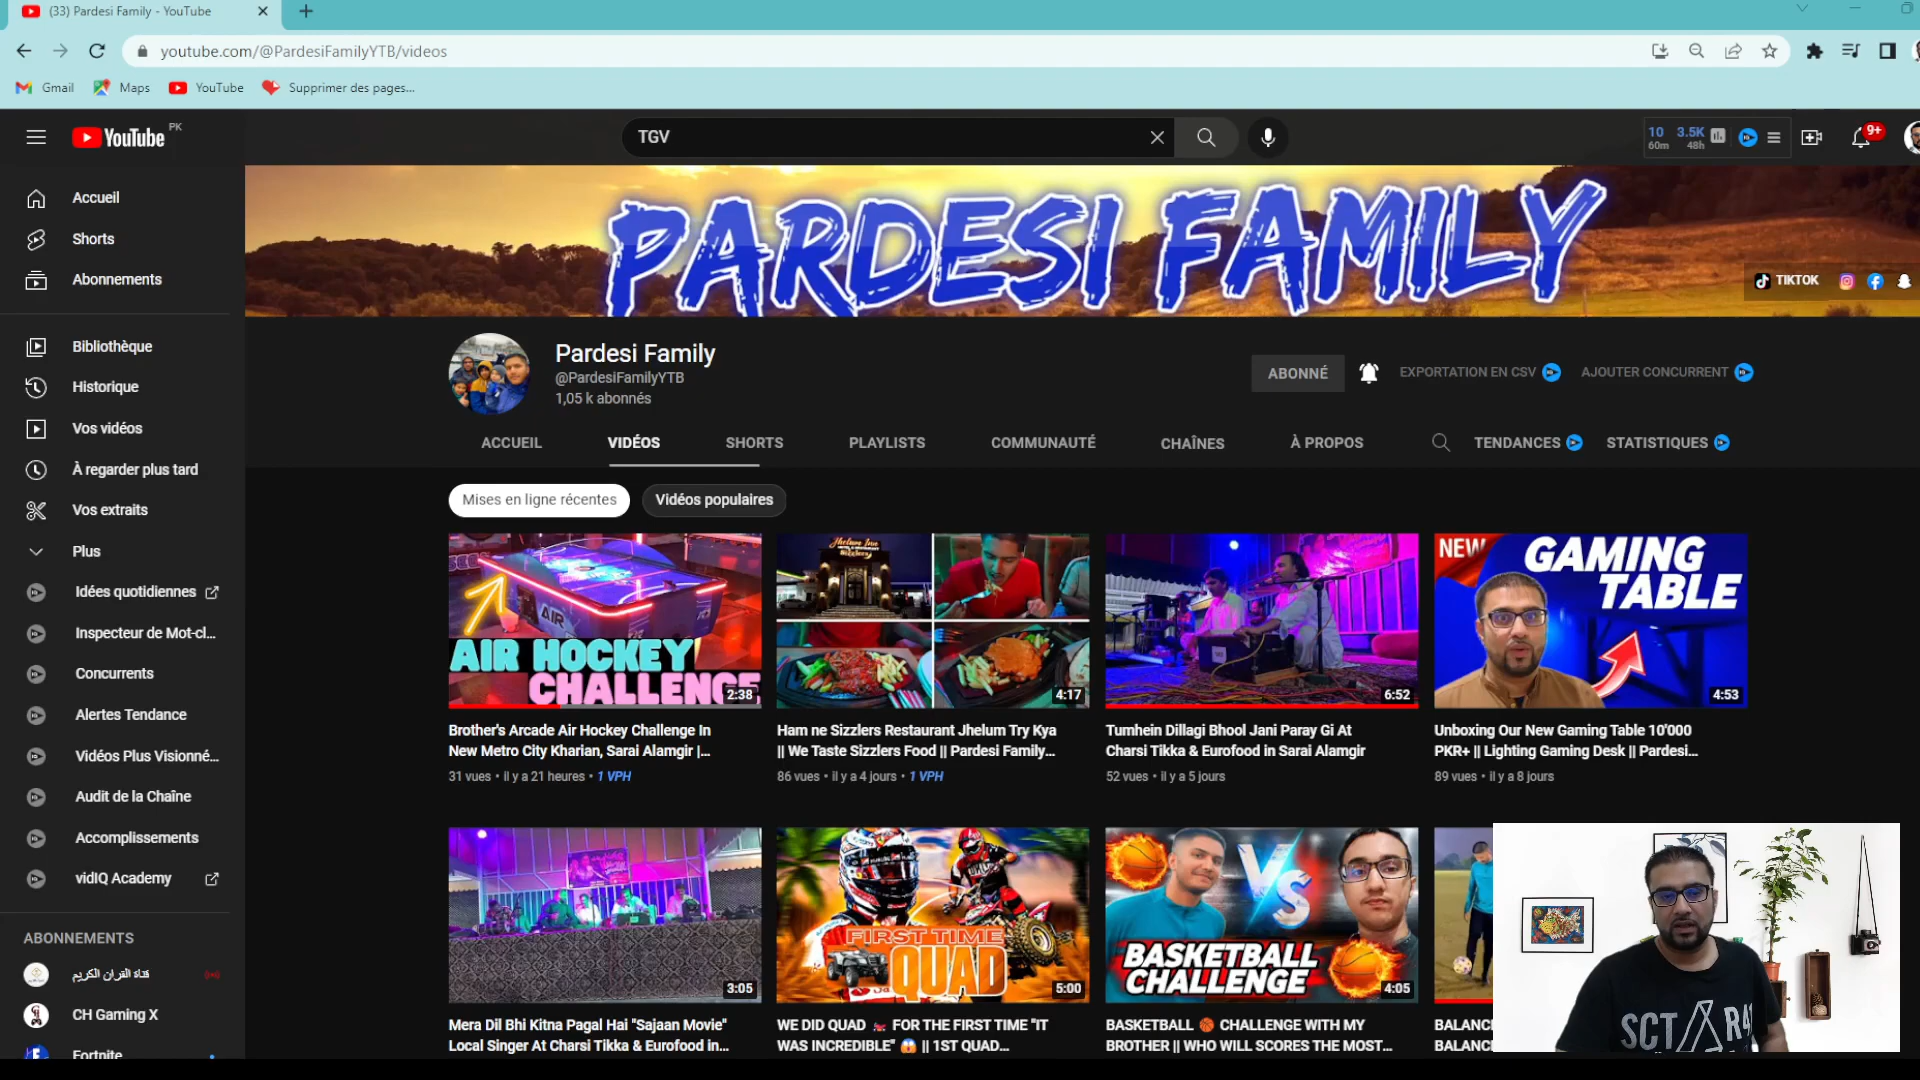 (33) Pardesi Family - YouTube
youtube.com/@PardesiFamilyYTB/videos
Gmail
Maps
YouTube
Supprimer des pages...
YouTube PK
TGV
10 60m
3.5K 48h
9+
Accueil
Shorts
Abonnements
Bibliothèque
Historique
Vos vidéos
À regarder plus tard
Vos extraits
Plus
Idées quotidiennes
Inspecteur de Mot-cl...
Concurrents
Alertes Tendance
Vidéos Plus Visionné...
Audit de la Chaîne
Accomplissements
vidIQ Academy
ABONNEMENTS
قناة القرآن الكريم
CH Gaming X
Fortnite
PARDESI FAMILY
TIKTOK
Pardesi Family
@PardesiFamilyYTB
1,05 k abonnés
ABONNÉ
EXPORTATION EN CSV
AJOUTER CONCURRENT
ACCUEIL
VIDÉOS
SHORTS
PLAYLISTS
COMMUNAUTÉ
CHAÎNES
À PROPOS
TENDANCES
STATISTIQUES
Mises en ligne récentes
Vidéos populaires
AIR
AIR HOCKEY
CHALLENGE
2:38
Brother's Arcade Air Hockey Challenge In
New Metro City Kharian, Sarai Alamgir |...
31 vues • il y a 21 heures • 1 VPH
Jhelum Inn
Sizzlers
4:17
Ham ne Sizzlers Restaurant Jhelum Try Kya
|| We Taste Sizzlers Food || Pardesi Family...
86 vues • il y a 4 jours • 1 VPH
6:52
Tumhein Dillagi Bhool Jani Paray Gi At
Charsi Tikka & Eurofood in Sarai Alamgir
52 vues • il y a 5 jours
NEW
GAMING
TABLE
4:53
Unboxing Our New Gaming Table 10'000
PKR+ || Lighting Gaming Desk || Pardesi...
89 vues • il y a 8 jours
3:05
Mera Dil Bhi Kitna Pagal Hai "Sajaan Movie"
Local Singer At Charsi Tikka & Eurofood in...
FIRST TIME
QUAD
5:00
WE DID QUAD 🏍️ FOR THE FIRST TIME "IT
WAS INCREDIBLE" 😱 || 1ST QUAD...
VS
BASKETBALL
CHALLENGE
4:05
BASKETBALL 🏀 CHALLENGE WITH MY
BROTHER || WHO WILL SCORES THE MOST...
BALANC
BALANC